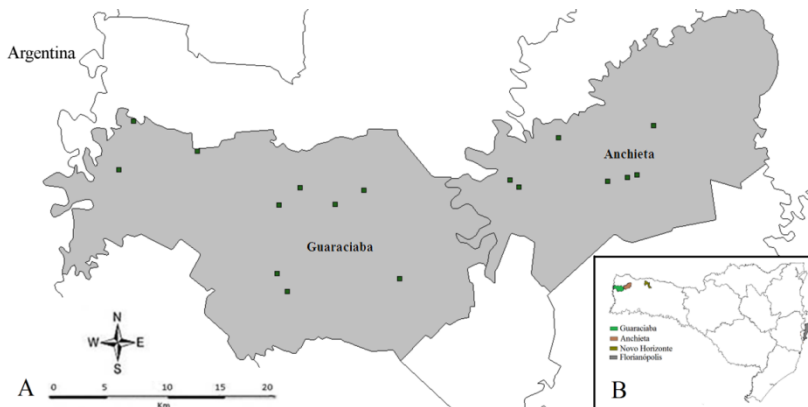 Argentina
Anchieta
Guaraciaba
N
W E
S
A
0 5 10 15 20
Km
Guaraciaba
Anchieta
Novo Horizonte
Florianópolis
B